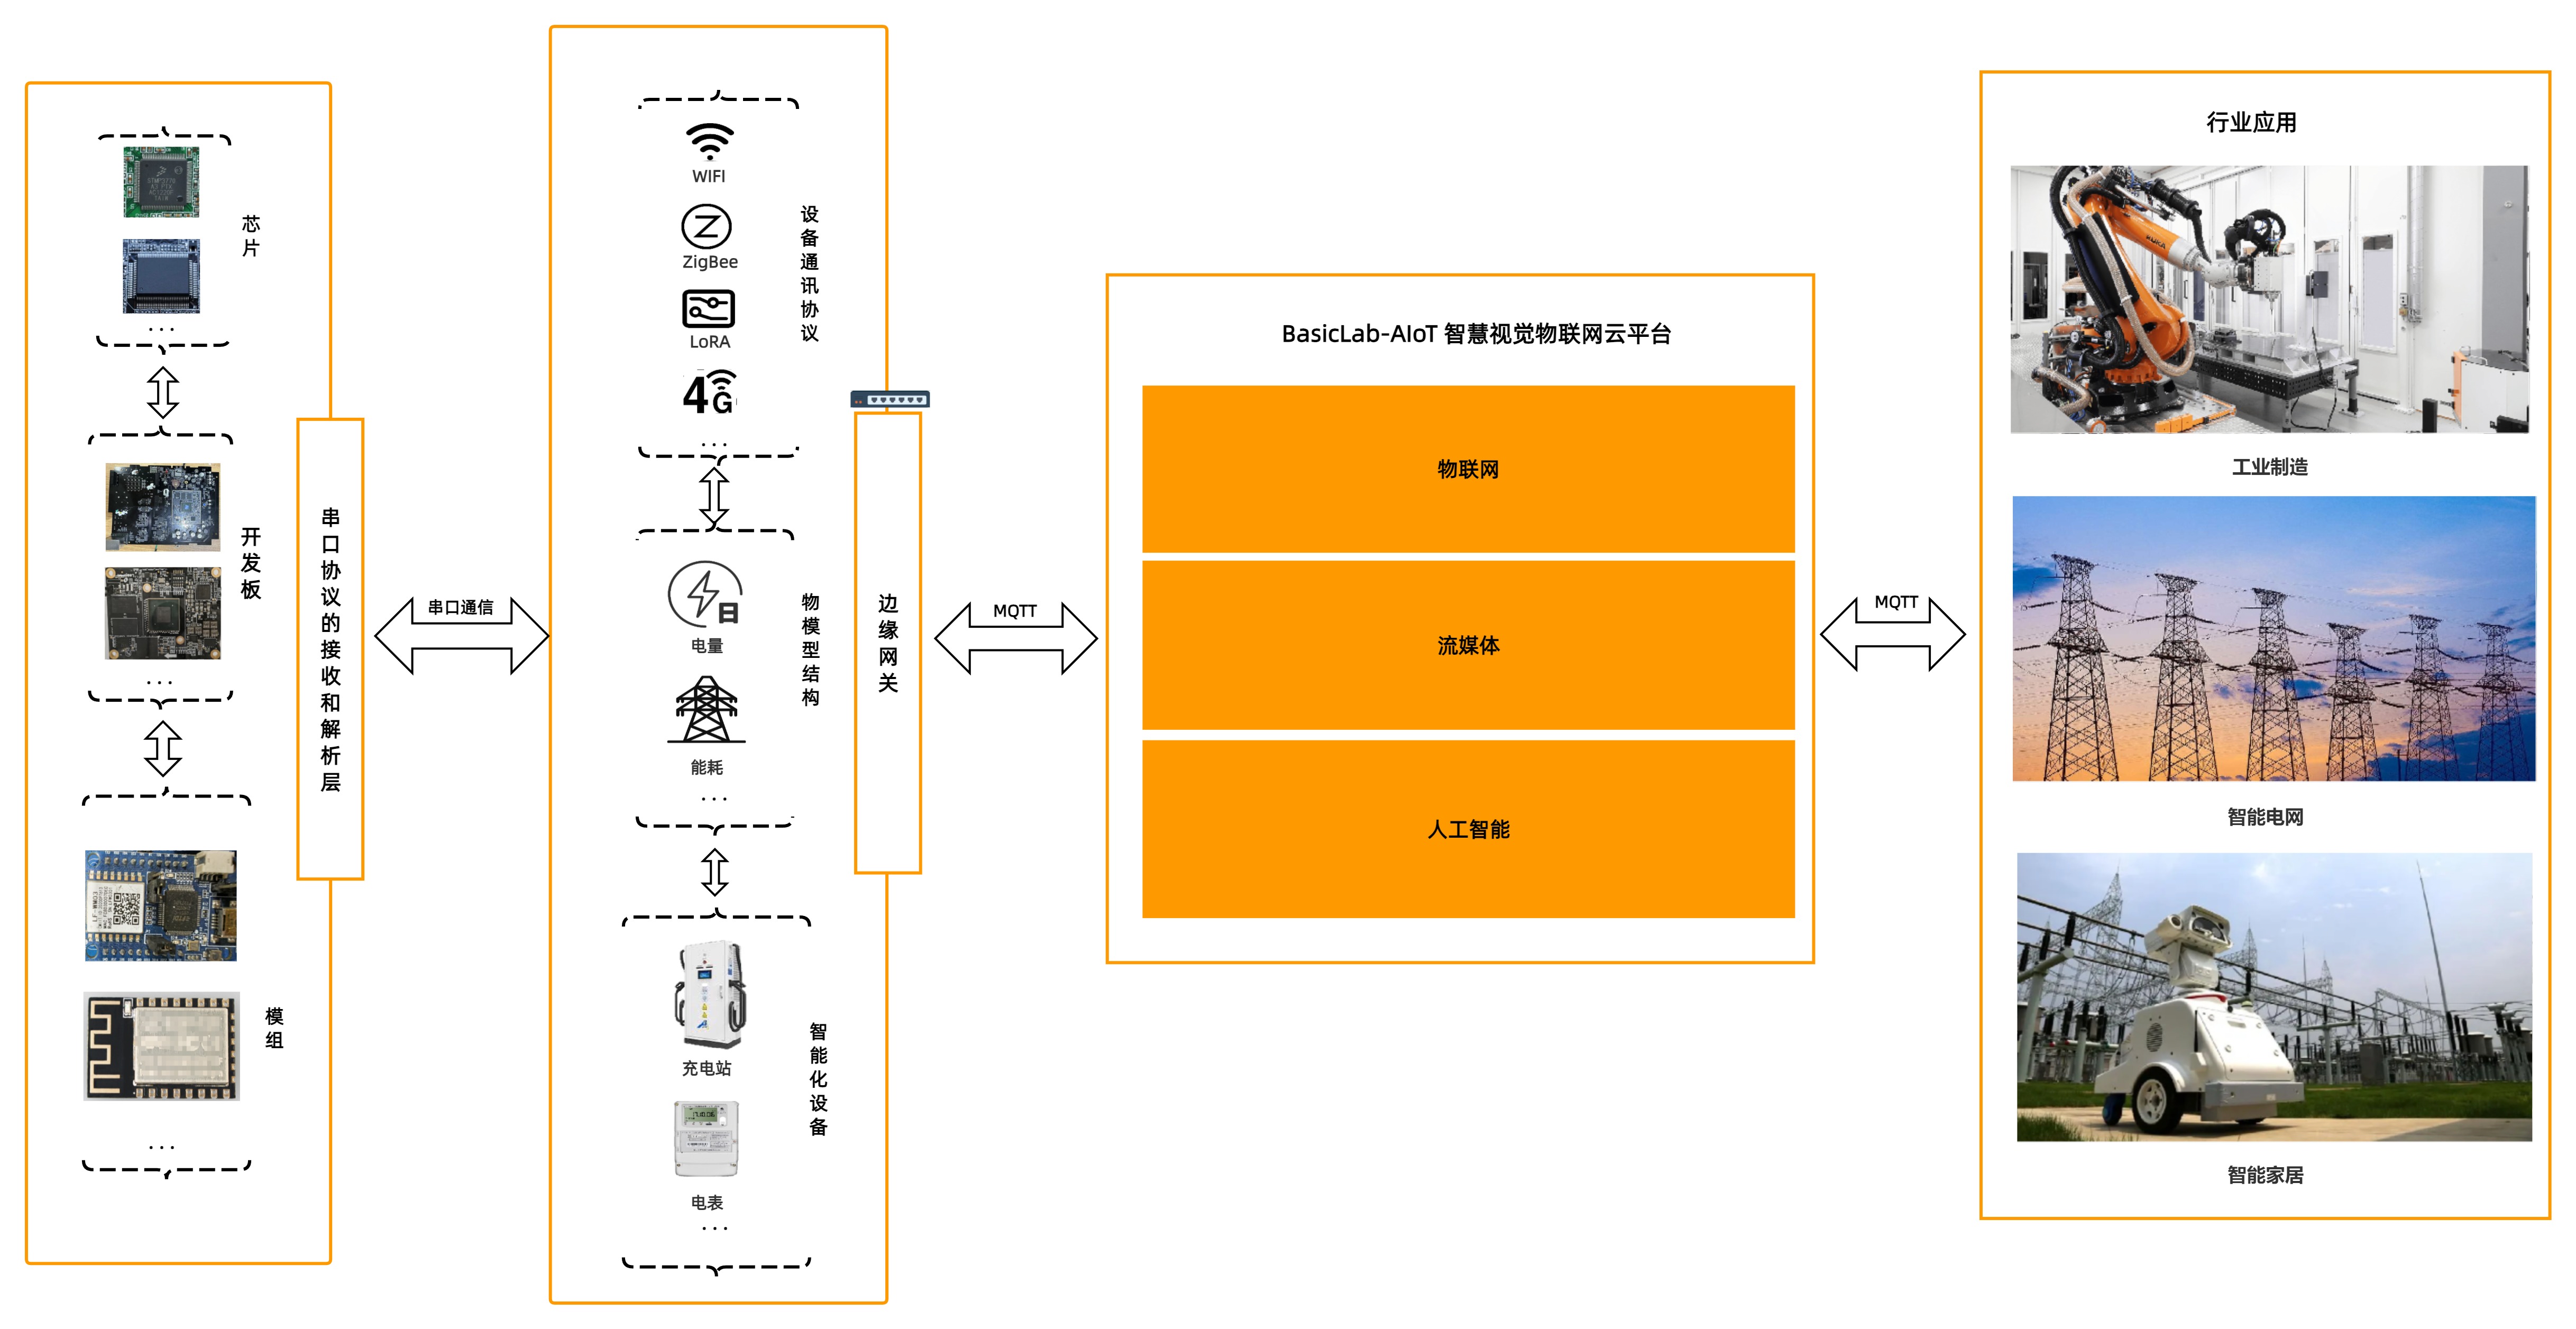 芯片
...
开发板
...
模组
...
串口协议的接收和解析层
串口通信
WIFI
ZigBee
LoRA
4G
...
设备通讯协议
电量
能耗
...
物模型结构
充电站
电表
...
智能化设备
边缘网关
MQTT
BasicLab-AIoT 智慧视觉物联网云平台
物联网
流媒体
人工智能
MQTT
行业应用
工业制造
智能电网
智能家居